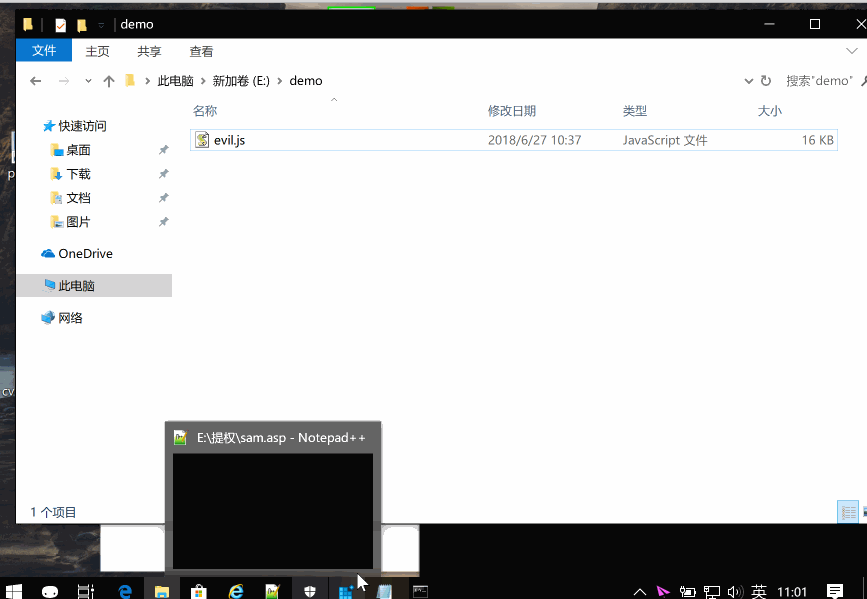 demo
文件 主页 共享 查看
此电脑 新加卷 (E:) demo 搜索"demo"
名称 修改日期 类型 大小
evil.js 2018/6/27 10:37 JavaScript 文件 16 KB
快速访问
桌面
下载
文档
图片
OneDrive
此电脑
网络
p
cv
E:\提权\sam.asp - Notepad++
1 个项目
英 11:01